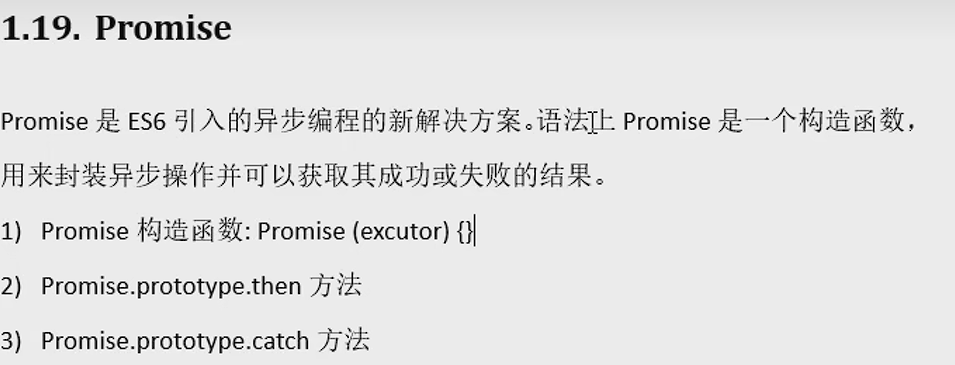 1.19. Promise
Promise 是 ES6 引入的异步编程的新解决方案。语法上 Promise 是一个构造函数，
用来封装异步操作并可以获取其成功或失败的结果。
1) Promise 构造函数: Promise (excutor) {}
2) Promise.prototype.then 方法
3) Promise.prototype.catch 方法